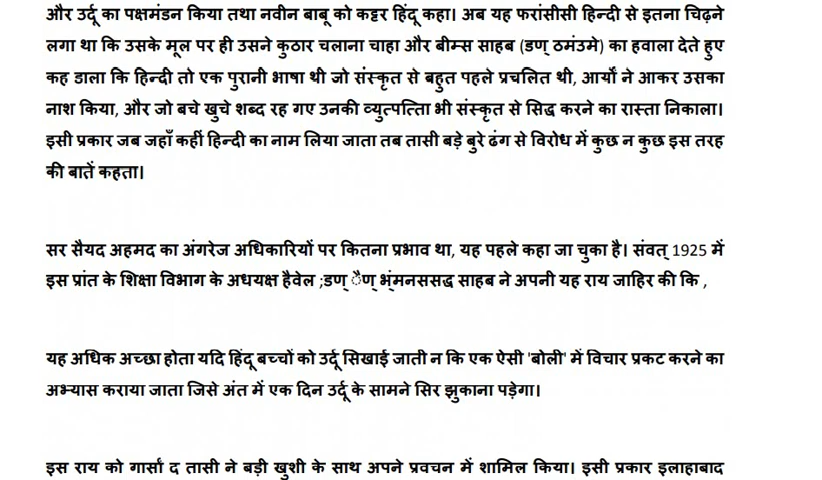 और उर्दू का पक्षमंडन किया तथा नवीन बाबू को कट्टर हिंदू कहा। अब यह फरांसीसी हिन्दी से इतना चिढ़ने
लगा था कि उसके मूल पर ही उसने कुठार चलाना चाहा और बीम्स साहब (डण् ठमंउमे) का हवाला देते हुए
कह डाला कि हिन्दी तो एक पुरानी भाषा थी जो संस्कृत से बहुत पहले प्रचलित थी, आर्यों ने आकर उसका
नाश किया, और जो बचे खुचे शब्द रह गए उनकी व्युत्पत्तिा भी संस्कृत से सिद्ध करने का रास्ता निकाला।
इसी प्रकार जब जहाँ कहीं हिन्दी का नाम लिया जाता तब तासी बड़े बुरे ढंग से विरोध में कुछ न कुछ इस तरह
की बातें कहता।
सर सैयद अहमद का अंगरेज अधिकारियों पर कितना प्रभाव था, यह पहले कहा जा चुका है। संवत् 1925 में
इस प्रांत के शिक्षा विभाग के अधयक्ष हैवेल ;डण् ैण् भ्ंमनससद्ध साहब ने अपनी यह राय जाहिर की कि ,
यह अधिक अच्छा होता यदि हिंदू बच्चों को उर्दू सिखाई जाती न कि एक ऐसी 'बोली' में विचार प्रकट करने का
अभ्यास कराया जाता जिसे अंत में एक दिन उर्दू के सामने सिर झुकाना पड़ेगा।
इस राय को गार्सां द तासी ने बड़ी खुशी के साथ अपने प्रवचन में शामिल किया। इसी प्रकार इलाहाबाद